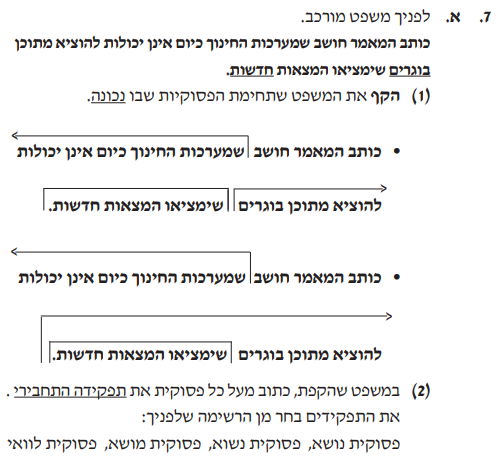 7. א. לפניך משפט מורכב.
כותב המאמר חושב שמערכות החינוך כיום אינן יכולות להוציא מתוכן
בוגרים שימציאו המצאות חדשות.
(1) הקף את המשפט שתחימת הפסוקיות שבו נכונה.
• כותב המאמר חושב שמערכות החינוך כיום אינן יכולות
להוציא מתוכן בוגרים שימציאו המצאות חדשות.
• כותב המאמר חושב שמערכות החינוך כיום אינן יכולות
להוציא מתוכן בוגרים שימציאו המצאות חדשות.
(2) במשפט שהקפת, כתוב מעל כל פסוקית את תפקידה התחבירי .
את התפקידים בחר מן הרשימה שלפניך:
פסוקית נושא, פסוקית נשוא, פסוקית מושא, פסוקית לוואי